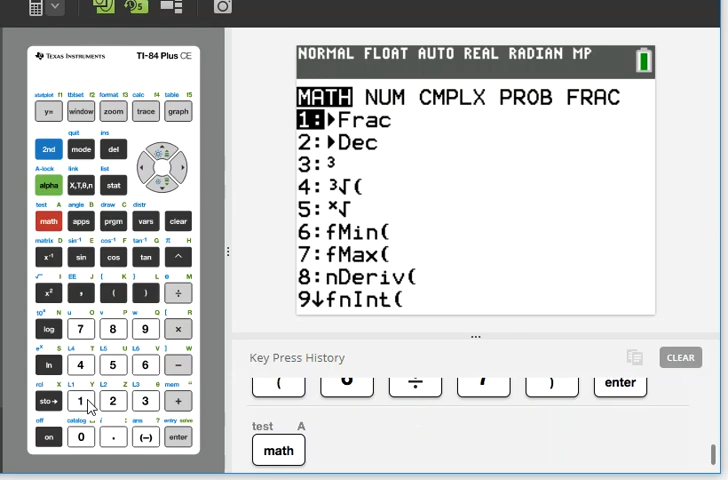 TEXAS INSTRUMENTS TI-84 Plus CE
statplot f1 tblset f2 format f3 calc f4 table f5
y= window zoom trace graph
quit ins
2nd mode del
A-lock link list
alpha X,T,θ,n stat
test A angle B draw C distr
math apps prgm vars clear
matrix D sin⁻¹ E cos⁻¹ F tan⁻¹ G π H
x⁻¹ sin cos tan ^
√ I EE J { K } L e M
x² , ( ) ÷
10ˣ N u O v P w Q [ R
log 7 8 9 ×
eˣ S L4 T L5 U L6 V ] W
ln 4 5 6 −
rcl X L1 Y L2 Z L3 θ mem "
sto→ 1 2 3 +
off catalog i : ans ? entry solve
on 0 . (−) enter
NORMAL FLOAT AUTO REAL RADIAN MP
MATH NUM CMPLX PROB FRAC
1:▶Frac
2:▶Dec
3:³
4:³√(
5:ˣ√
6:fMin(
7:fMax(
8:nDeriv(
9↓fnInt(
Key Press History
CLEAR
( 6 ÷ 7 ) enter
test A
math